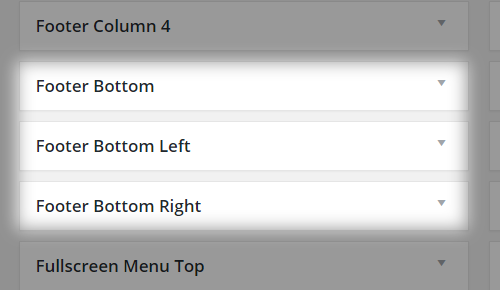 Footer Column 4
Footer Bottom
Footer Bottom Left
Footer Bottom Right
Fullscreen Menu Top